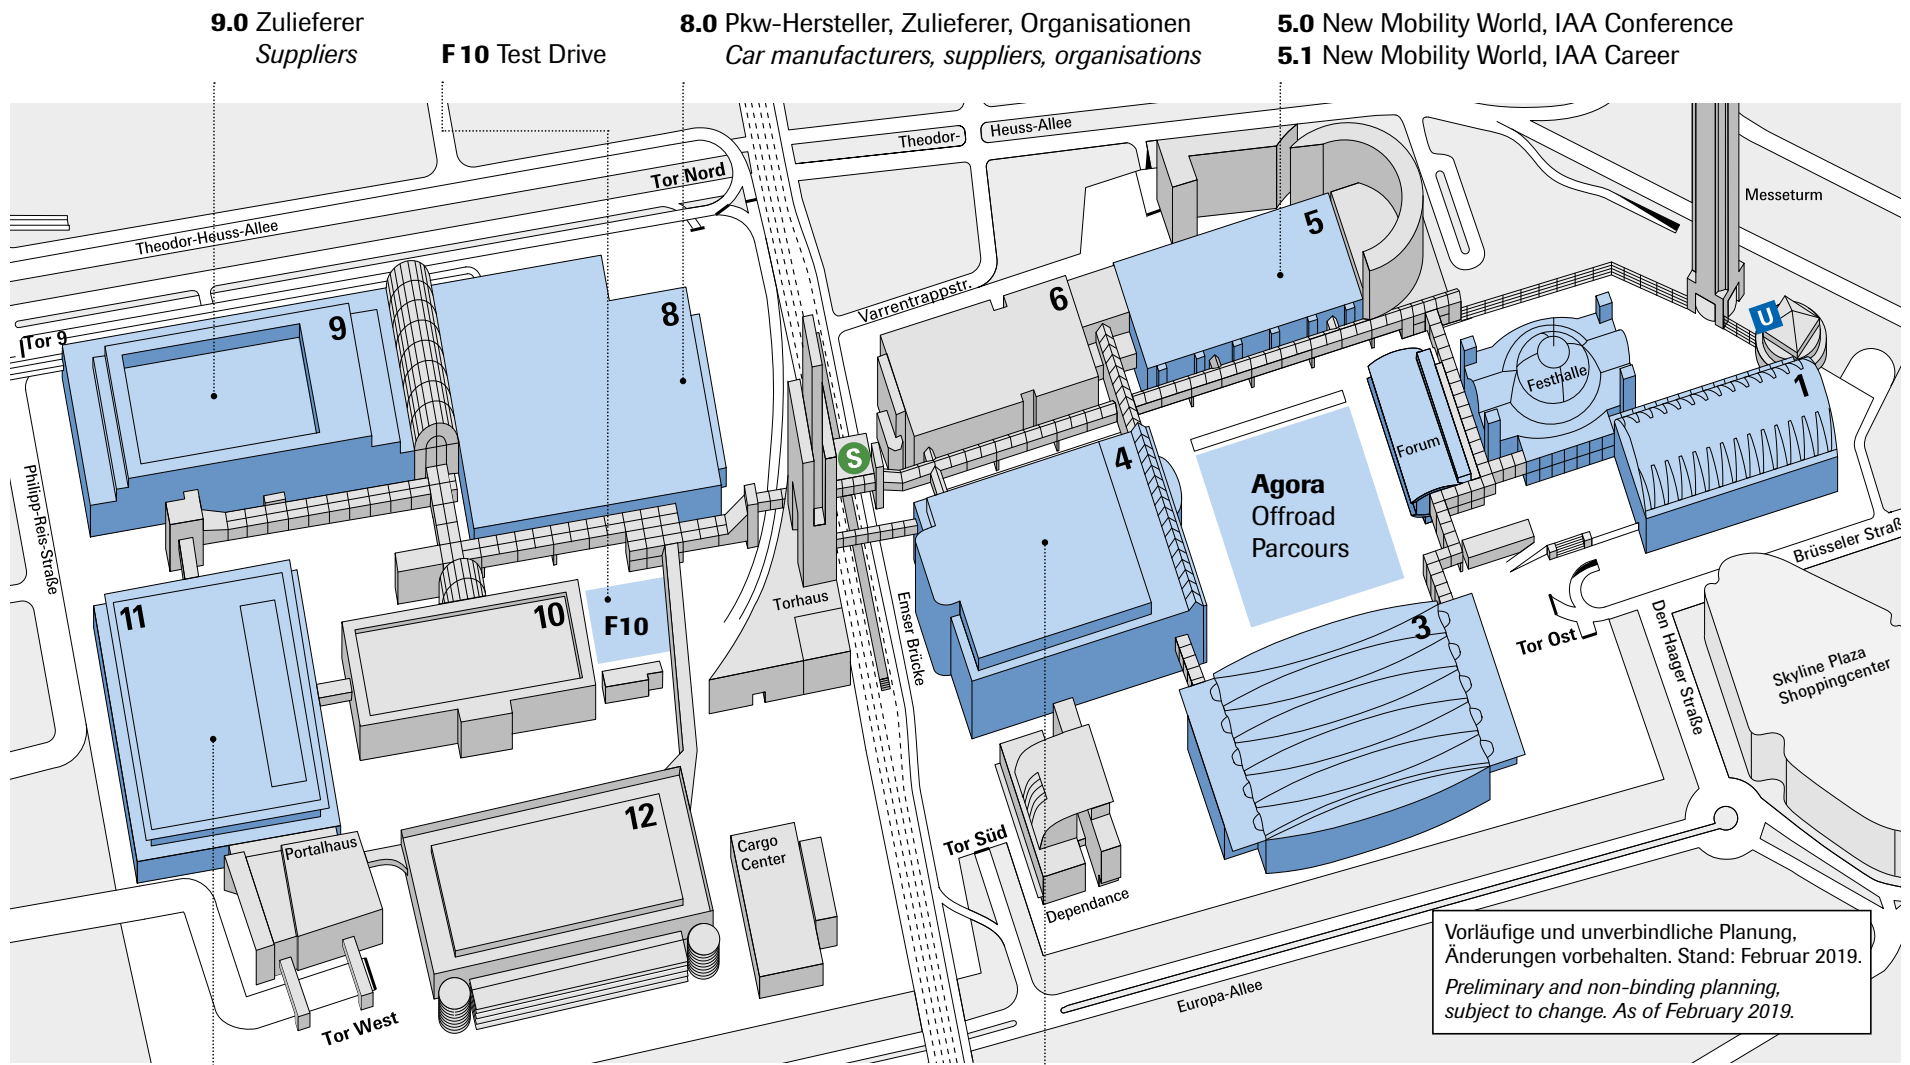 9.0 Zulieferer
Suppliers
F10 Test Drive
8.0 Pkw-Hersteller, Zulieferer, Organisationen
Car manufacturers, suppliers, organisations
5.0 New Mobility World, IAA Conference
5.1 New Mobility World, IAA Career
Theodor-
Heuss-Allee
Tor Nord
Messeturm
Theodor-Heuss-Allee
5
Varrentrappstr.
6
U
8
9
Tor 9
Festhalle
1
Forum
S
4
Agora
Offroad
Parcours
Philipp-Reis-Straße
Brüsseler Straß
11
10
F10
Torhaus
Emser Brücke
3
Tor Ost
Den Haager Straße
Skyline Plaza
Shoppingcenter
12
Portalhaus
Cargo
Center
Tor Süd
Dependance
Tor West
Europa-Allee
Vorläufige und unverbindliche Planung,
Änderungen vorbehalten. Stand: Februar 2019.
Preliminary and non-binding planning,
subject to change. As of February 2019.